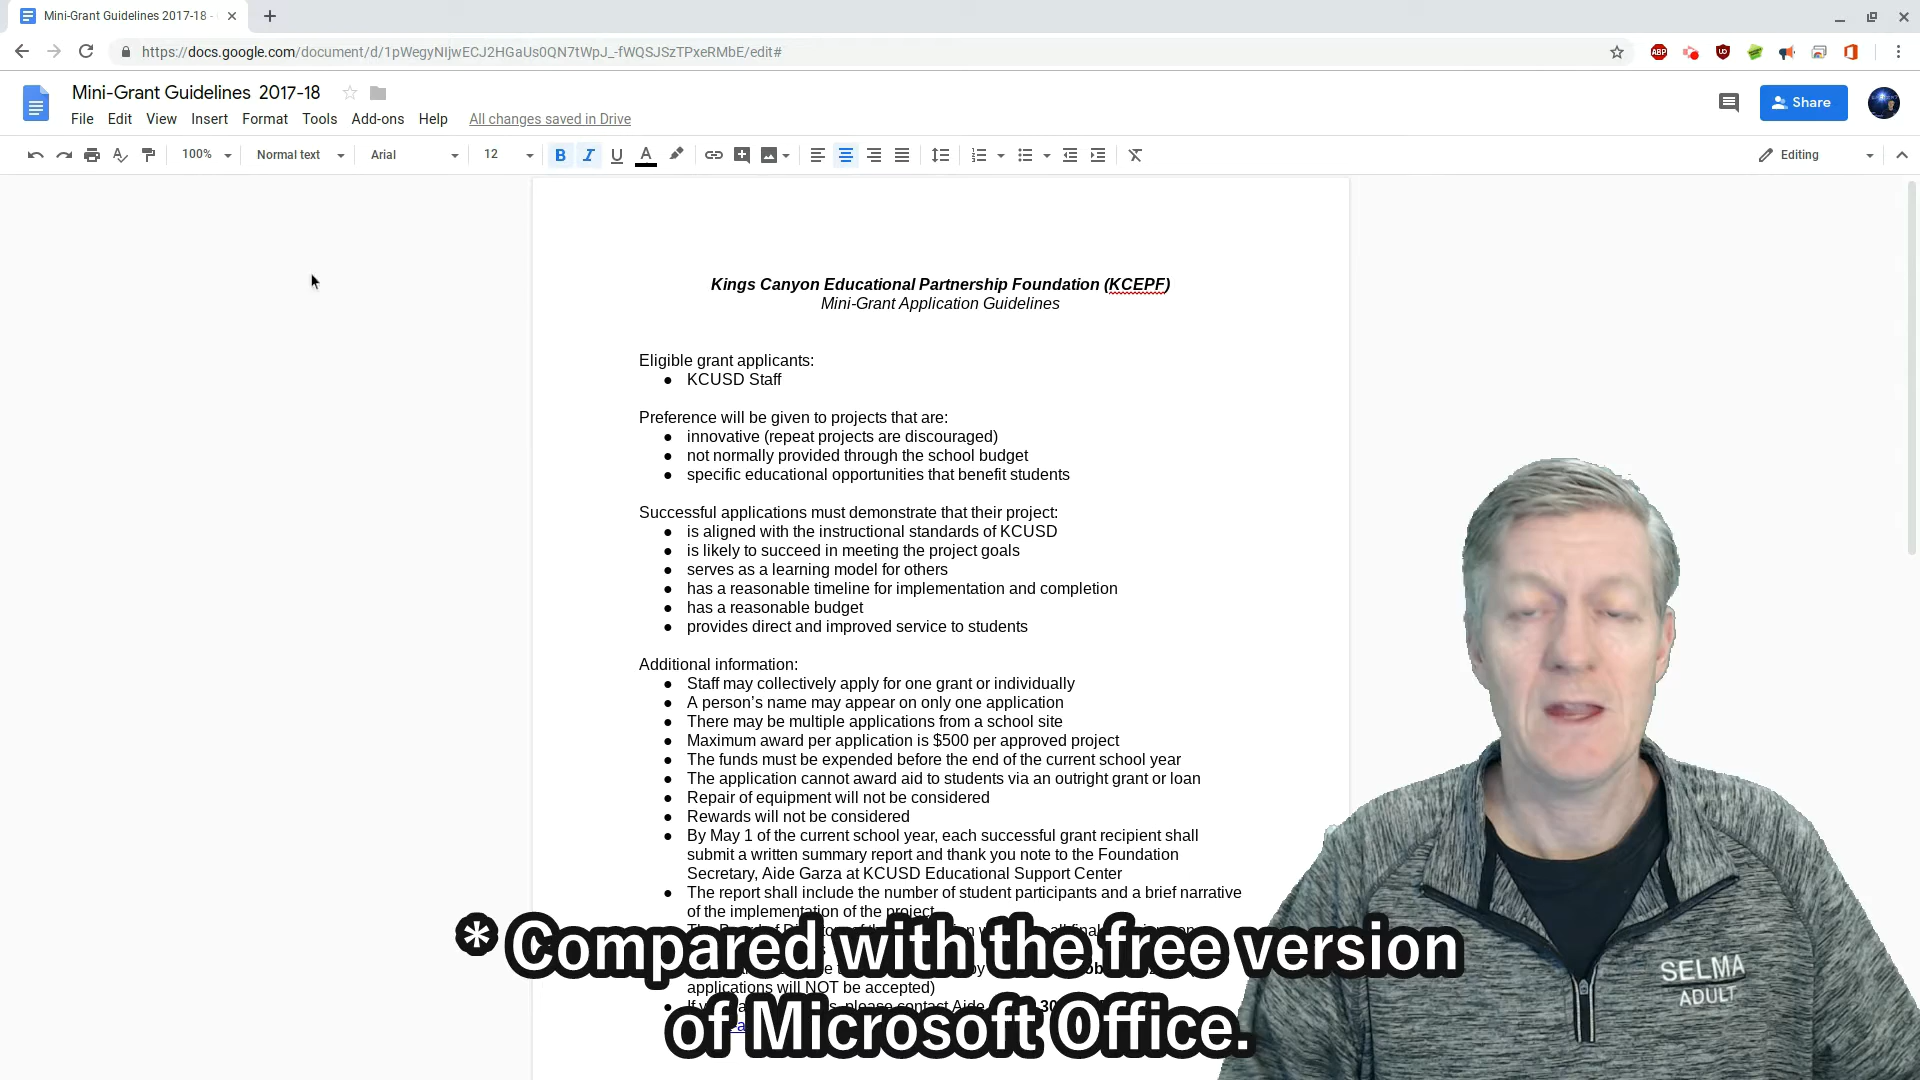 Mini-Grant Guidelines 2017-18 -
https://docs.google.com/document/d/1pWegyNIjwECJ2HGaUs0QN7tWpJ_-fWQSJSzTPxeRMbE/edit#
ABP
Mini-Grant Guidelines 2017-18
Share
File Edit View Insert Format Tools Add-ons Help All changes saved in Drive
100% Normal text Arial 12 B I U A Editing
Kings Canyon Educational Partnership Foundation (KCEPF)
Mini-Grant Application Guidelines
Eligible grant applicants:
● KCUSD Staff
Preference will be given to projects that are:
● innovative (repeat projects are discouraged)
● not normally provided through the school budget
● specific educational opportunities that benefit students
Successful applications must demonstrate that their project:
● is aligned with the instructional standards of KCUSD
● is likely to succeed in meeting the project goals
● serves as a learning model for others
● has a reasonable timeline for implementation and completion
● has a reasonable budget
● provides direct and improved service to students
Additional information:
● Staff may collectively apply for one grant or individually
● A person’s name may appear on only one application
● There may be multiple applications from a school site
● Maximum award per application is $500 per approved project
● The funds must be expended before the end of the current school year
● The application cannot award aid to students via an outright grant or loan
● Repair of equipment will not be considered
● Rewards will not be considered
● By May 1 of the current school year, each successful grant recipient shall
submit a written summary report and thank you note to the Foundation
Secretary, Aide Garza at KCUSD Educational Support Center
● The report shall include the number of student participants and a brief narrative
of the implementation of the project
applications will NOT be accepted)
please contact Aide
*Compared with the free version
of Microsoft Office.
SELMA
ADULT